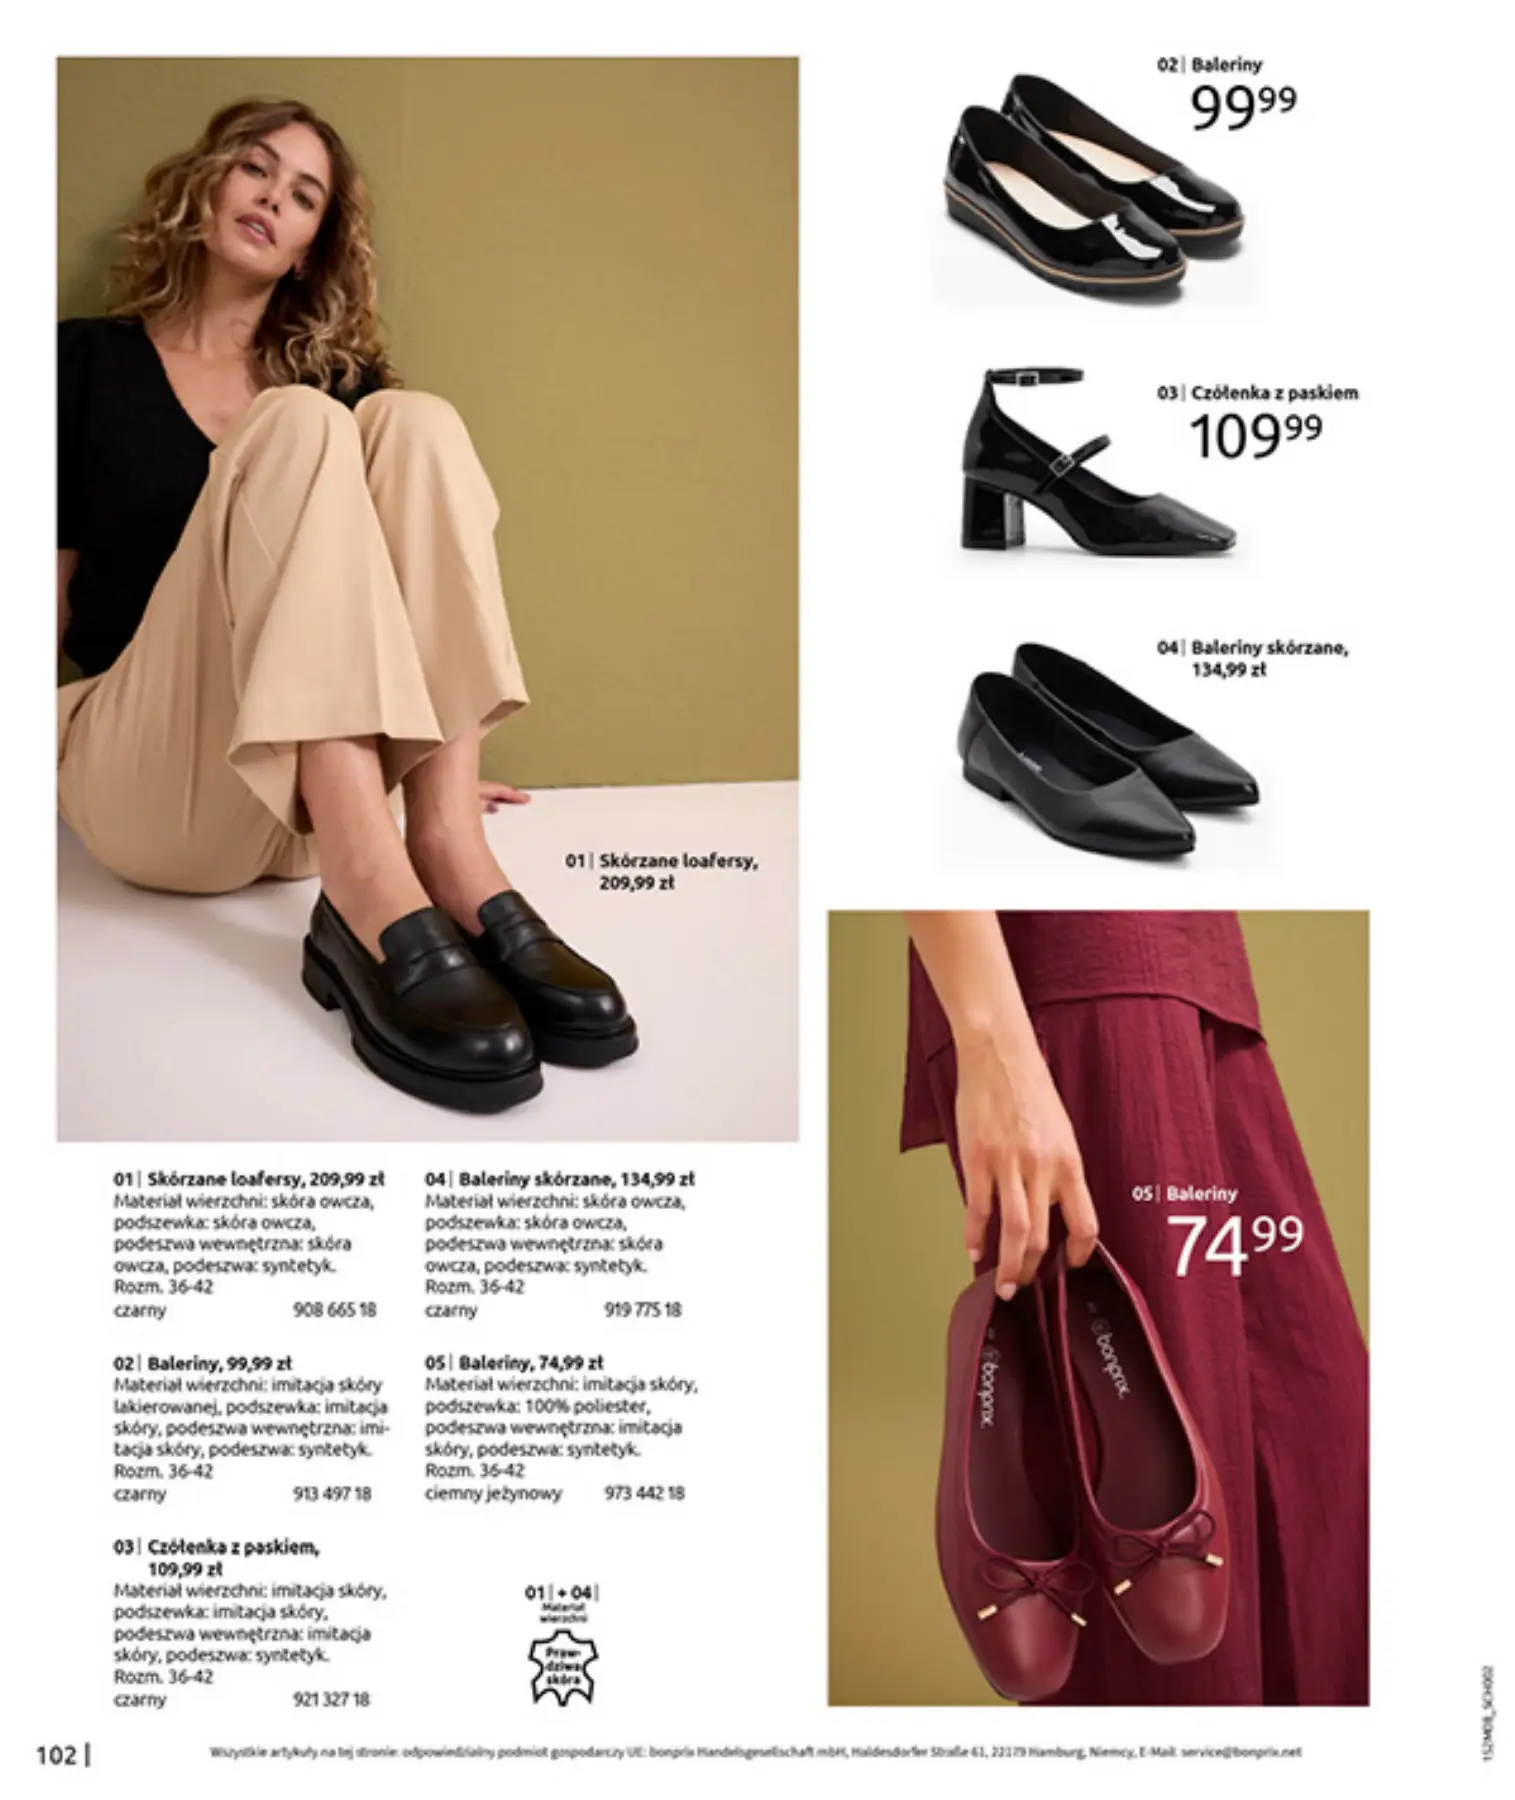 02| Baleriny
99⁹⁹
03| Czółenka z paskiem
109⁹⁹
04| Baleriny skórzane,
134,99 zł
01| Skórzane loafersy,
209,99 zł
05| Baleriny
74⁹⁹
bonprix.
bonprix.
01| Skórzane loafersy, 209,99 zł
Materiał wierzchni: skóra owcza,
podszewka: skóra owcza,
podeszwa wewnętrzna: skóra
owcza, podeszwa: syntetyk.
Rozm. 36-42
czarny 908 665 18
02| Baleriny, 99,99 zł
Materiał wierzchni: imitacja skóry
lakierowanej, podszewka: imitacja
skóry, podeszwa wewnętrzna: imi-
tacja skóry, podeszwa: syntetyk.
Rozm. 36-42
czarny 913 497 18
03| Czółenka z paskiem,
109,99 zł
Materiał wierzchni: imitacja skóry,
podszewka: imitacja skóry,
podeszwa wewnętrzna: imitacja
skóry, podeszwa: syntetyk.
Rozm. 36-42
czarny 921 327 18
04| Baleriny skórzane, 134,99 zł
Materiał wierzchni: skóra owcza,
podszewka: skóra owcza,
podeszwa wewnętrzna: skóra
owcza, podeszwa: syntetyk.
Rozm. 36-42
czarny 919 775 18
05| Baleriny, 74,99 zł
Materiał wierzchni: imitacja skóry,
podszewka: 100% poliester,
podeszwa wewnętrzna: imitacja
skóry, podeszwa: syntetyk.
Rozm. 36-42
ciemny jeżynowy 973 442 18
01| + 04|
Materiał
wierzchni
Praw-
dziwa
skóra
152M08_SCH002
102|
Wszystkie artykuły na tej stronie: odpowiedzialny podmiot gospodarczy UE: bonprix Handelsgesellschaft mbH, Haldesdorfer Straße 61, 22179 Hamburg, Niemcy, E-Mail: service@bonprix.net